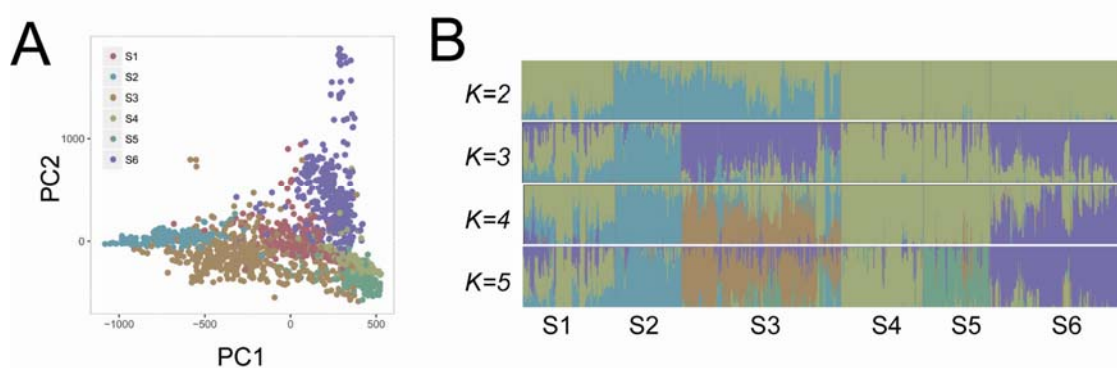 A
B
S1
S2
S3
S4
S5
S6
PC2
1000
0
−1000
−500
0
500
PC1
K=2
K=3
K=4
K=5
S1 S2 S3 S4 S5 S6